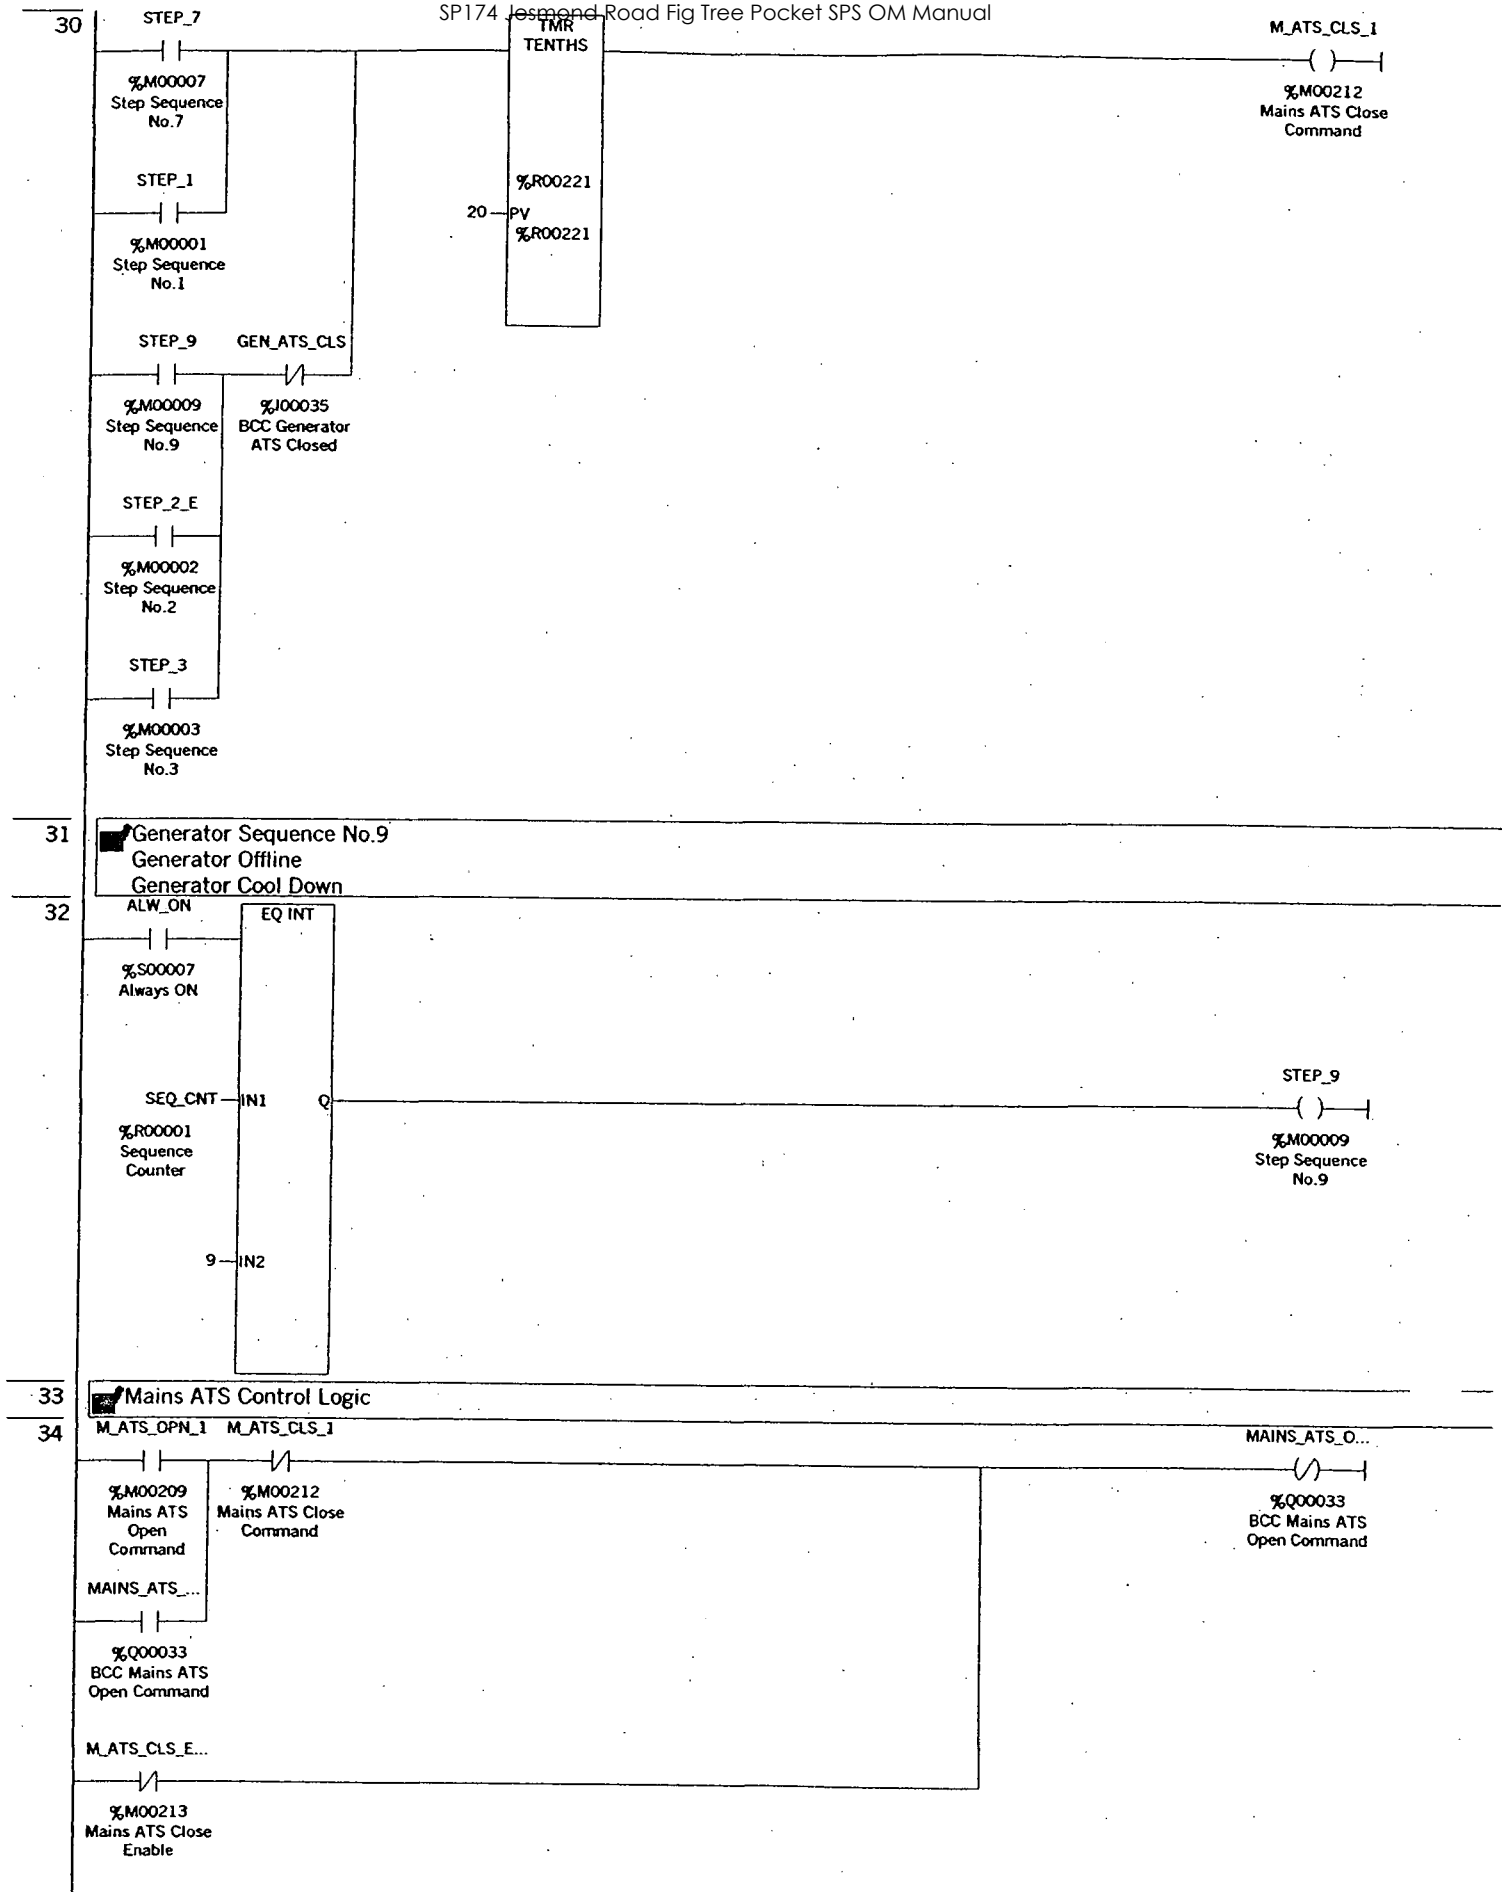 SP174 Jesmond Road Fig Tree Pocket SPS OM Manual
30
STEP_7
%M00007
Step Sequence
No.7
TMR
TENTHS
%R00221
20
PV
%R00221
M_ATS_CLS_1
%M00212
Mains ATS Close
Command
STEP_1
%M00001
Step Sequence
No.1
STEP_9
%M00009
Step Sequence
No.9
GEN_ATS_CLS
%I00035
BCC Generator
ATS Closed
STEP_2_E
%M00002
Step Sequence
No.2
STEP_3
%M00003
Step Sequence
No.3
31
Generator Sequence No.9
Generator Offline
Generator Cool Down
32
ALW_ON
%S00007
Always ON
EQ INT
SEQ_CNT
IN1
Q
%R00001
Sequence
Counter
9
IN2
STEP_9
%M00009
Step Sequence
No.9
33
Mains ATS Control Logic
34
M_ATS_OPN_1
%M00209
Mains ATS
Open
Command
M_ATS_CLS_1
%M00212
Mains ATS Close
Command
MAINS_ATS_O...
%Q00033
BCC Mains ATS
Open Command
MAINS_ATS_...
%Q00033
BCC Mains ATS
Open Command
M_ATS_CLS_E...
%M00213
Mains ATS Close
Enable